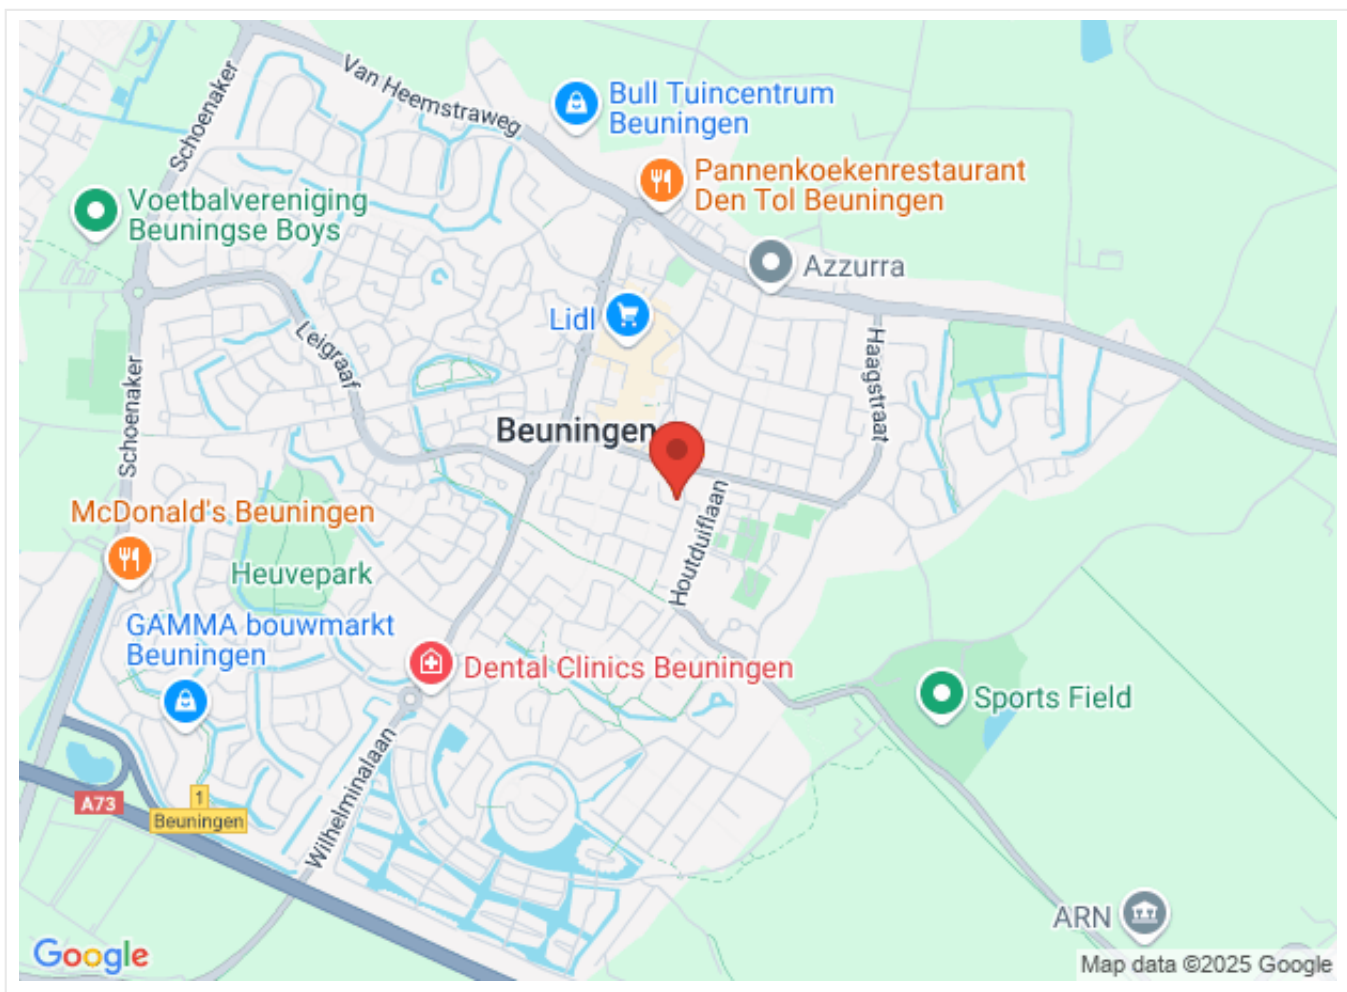 Van Heemstraweg
Schoenaker
Bull Tuincentrum
Beuningen
Pannenkoekenrestaurant
Den Tol Beuningen
Voetbalvereniging
Beuningse Boys
Azzurra
Lidl
Leigraaf
Haagstraat
Schoenaker
Beuningen
McDonald's Beuningen
Houtduiflaan
Heuvepark
GAMMA bouwmarkt
Beuningen
Dental Clinics Beuningen
Sports Field
Wilhelminalaan
A73
1
Beuningen
ARN
Google
Map data ©2025 Google